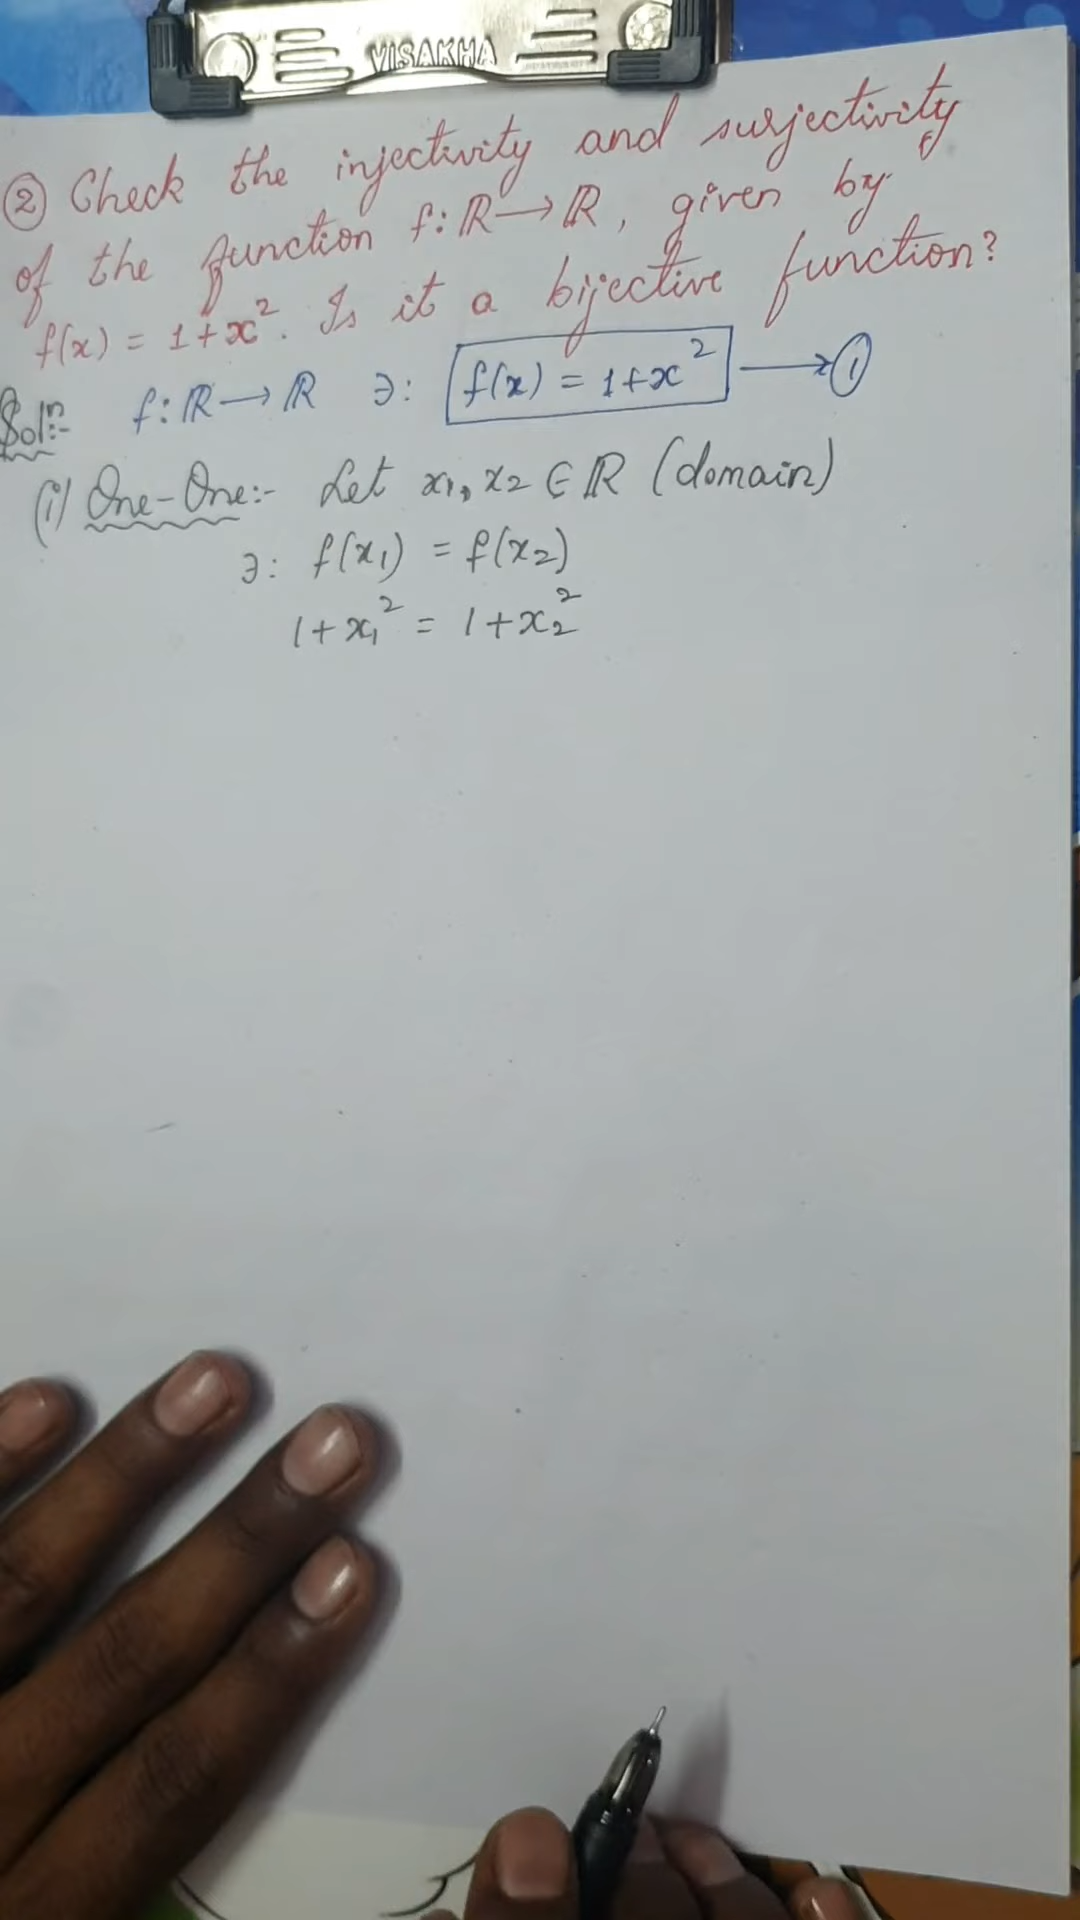 VISAKHA
② Check the injectivity and surjectivity
of the function f: ℝ→ℝ, given by
f(x) = 1+x². Is it a bijective function?
Solⁿ:- f: ℝ→ℝ ∋: f(x) = 1+x² → ①
(i) One-One:- Let x₁, x₂ ∈ ℝ (domain)
∋: f(x₁) = f(x₂)
1+x₁² = 1+x₂²